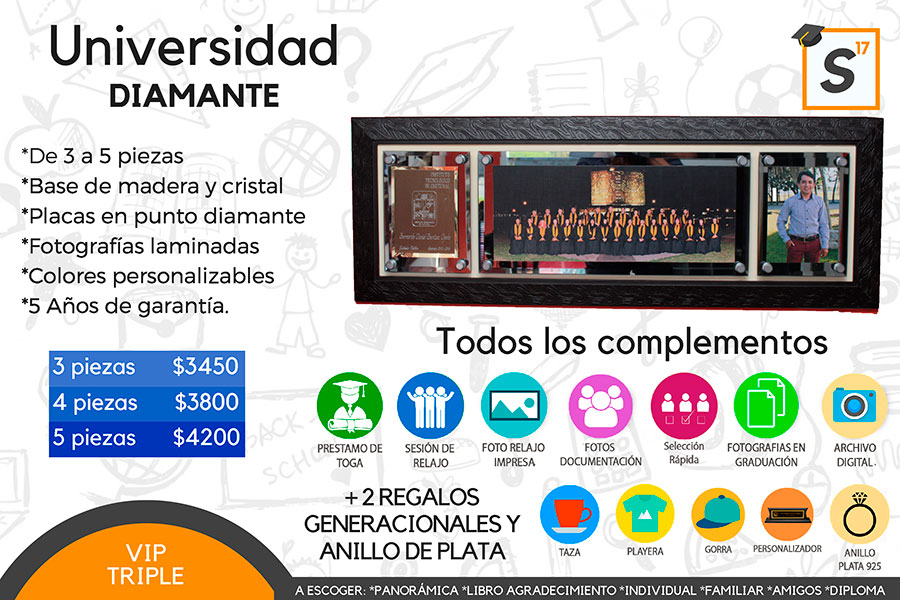 Universidad
DIAMANTE
S 17
*De 3 a 5 piezas
*Base de madera y cristal
*Placas en punto diamante
*Fotografías laminadas
*Colores personalizables
*5 Años de garantía.
3 piezas $3450
4 piezas $3800
5 piezas $4200
Todos los complementos
PRESTAMO DE
TOGA
SESIÓN DE
RELAJO
FOTO RELAJO
IMPRESA
FOTOS
DOCUMENTACIÓN
Selección
Rápida
FOTOGRAFIAS EN
GRADUACIÓN
ARCHIVO
DIGITAL.
+ 2 REGALOS
GENERACIONALES Y
ANILLO DE PLATA
TAZA
PLAYERA
GORRA
PERSONALIZADOR
ANILLO
PLATA 925
VIP
TRIPLE
A ESCOGER: *PANORÁMICA *LIBRO AGRADECIMIENTO *INDIVIDUAL *FAMILIAR *AMIGOS *DIPLOMA